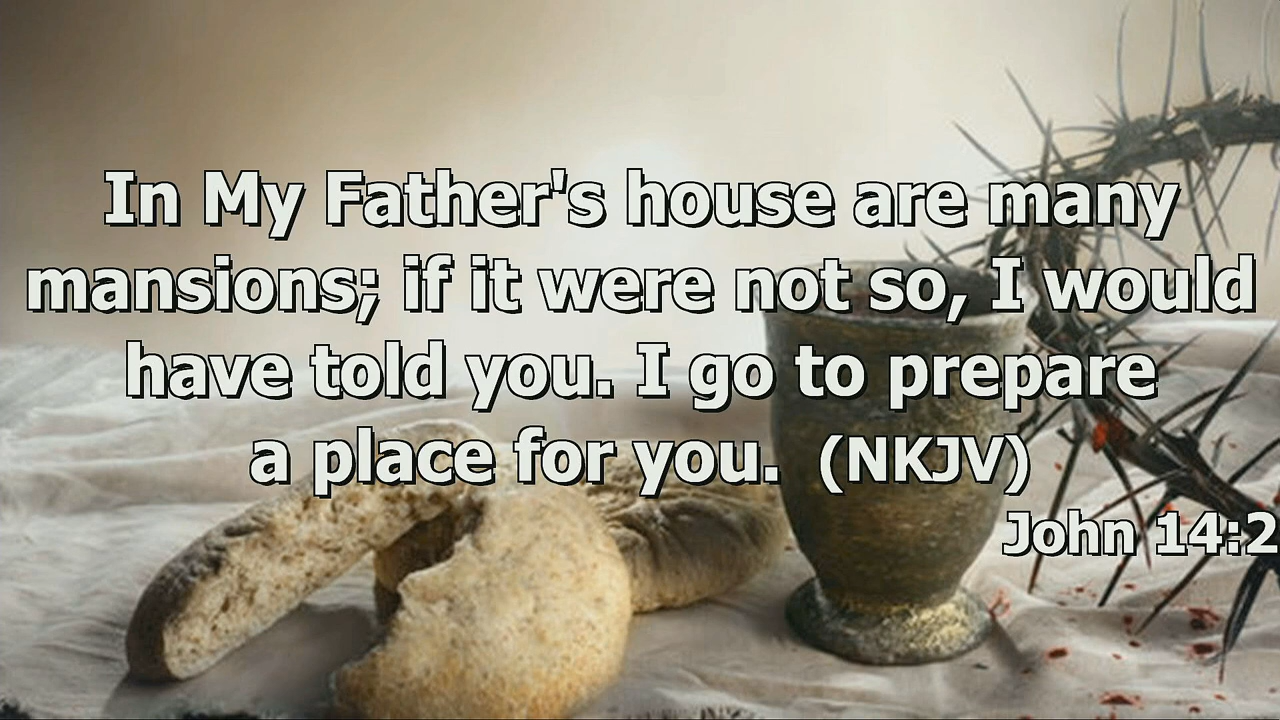 In My Father's house are many
mansions; if it were not so, I would
have told you. I go to prepare
a place for you. (NKJV)
John 14:2